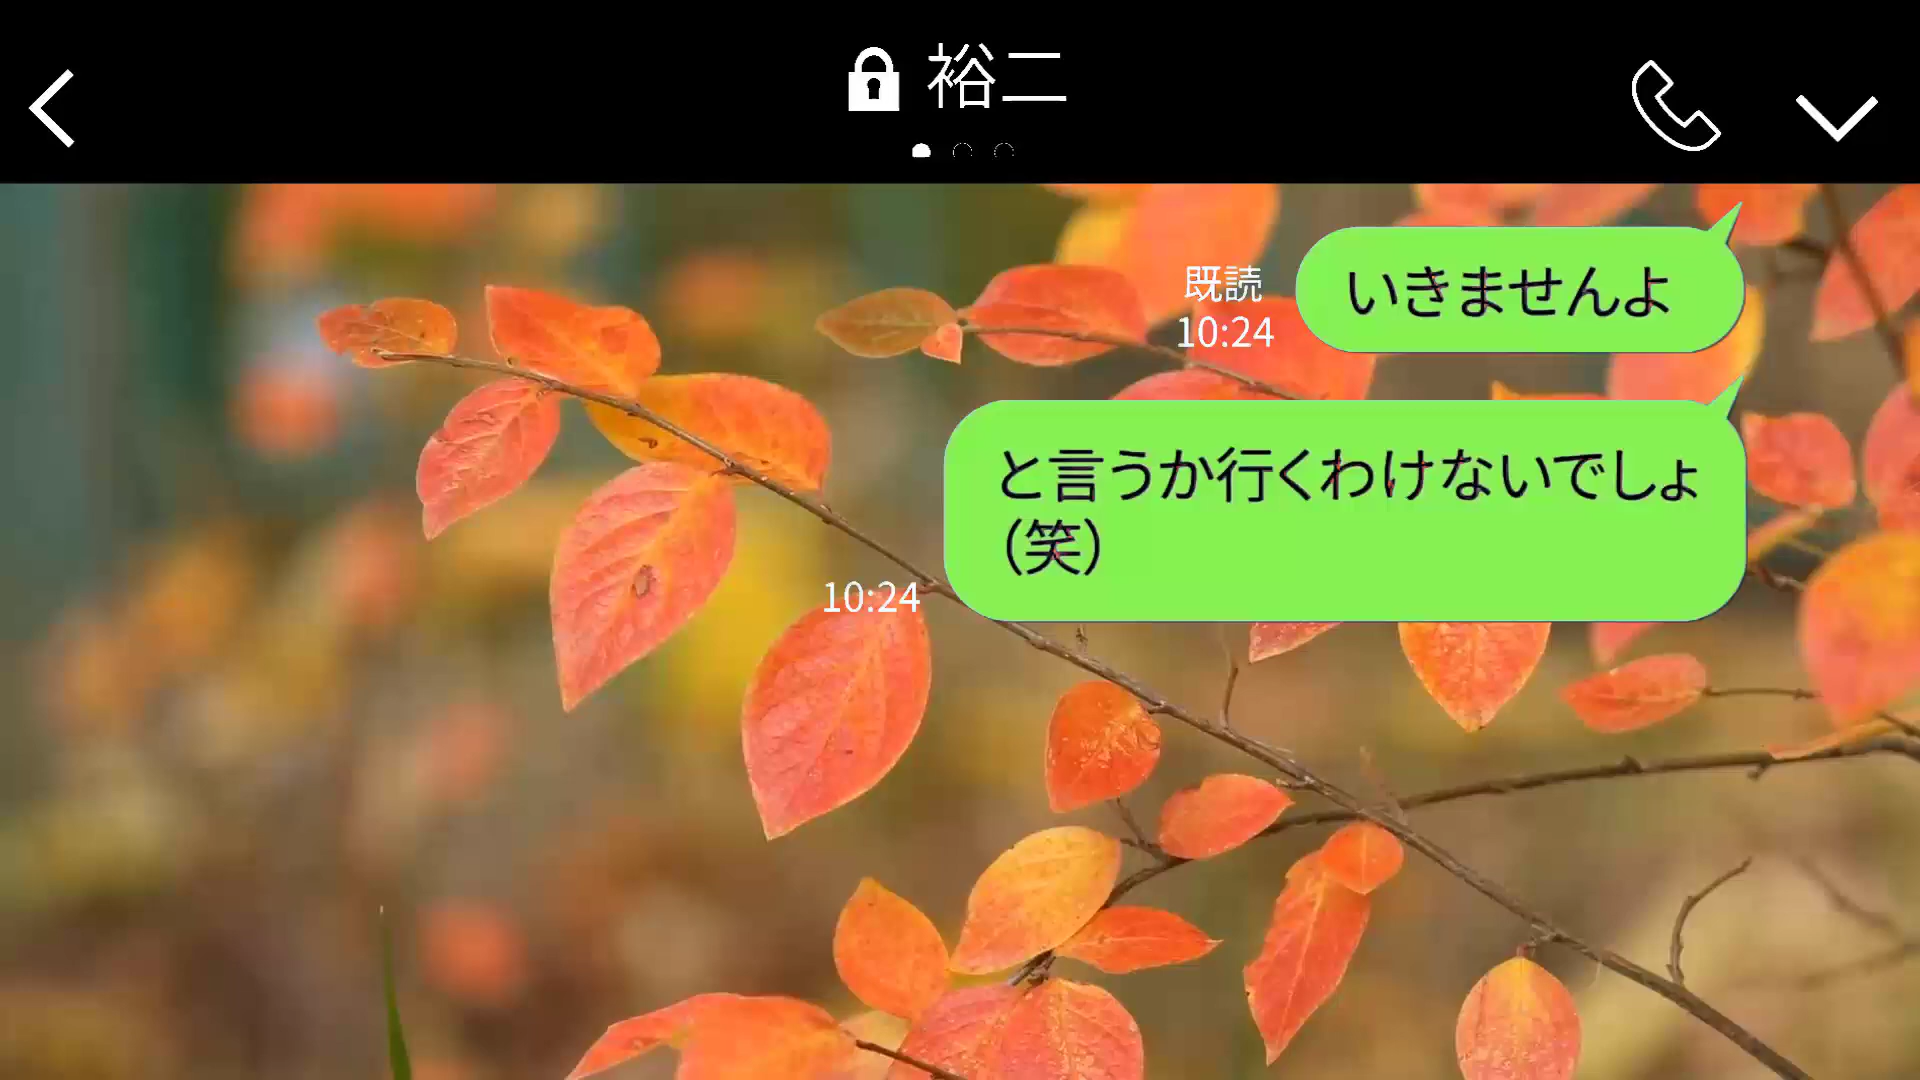 裕二
いきませんよ
既読
10:24
と言うか行くわけないでしょ
(笑)
10:24